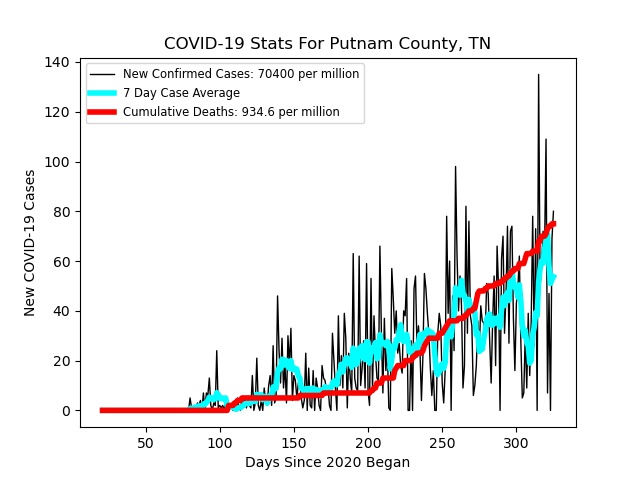 COVID-19 Stats For Putnam County, TN
New Confirmed Cases: 70400 per million
7 Day Case Average
Cumulative Deaths: 934.6 per million
New COVID-19 Cases
140
120
100
80
60
40
20
0
50
100
150
200
250
300
Days Since 2020 Began